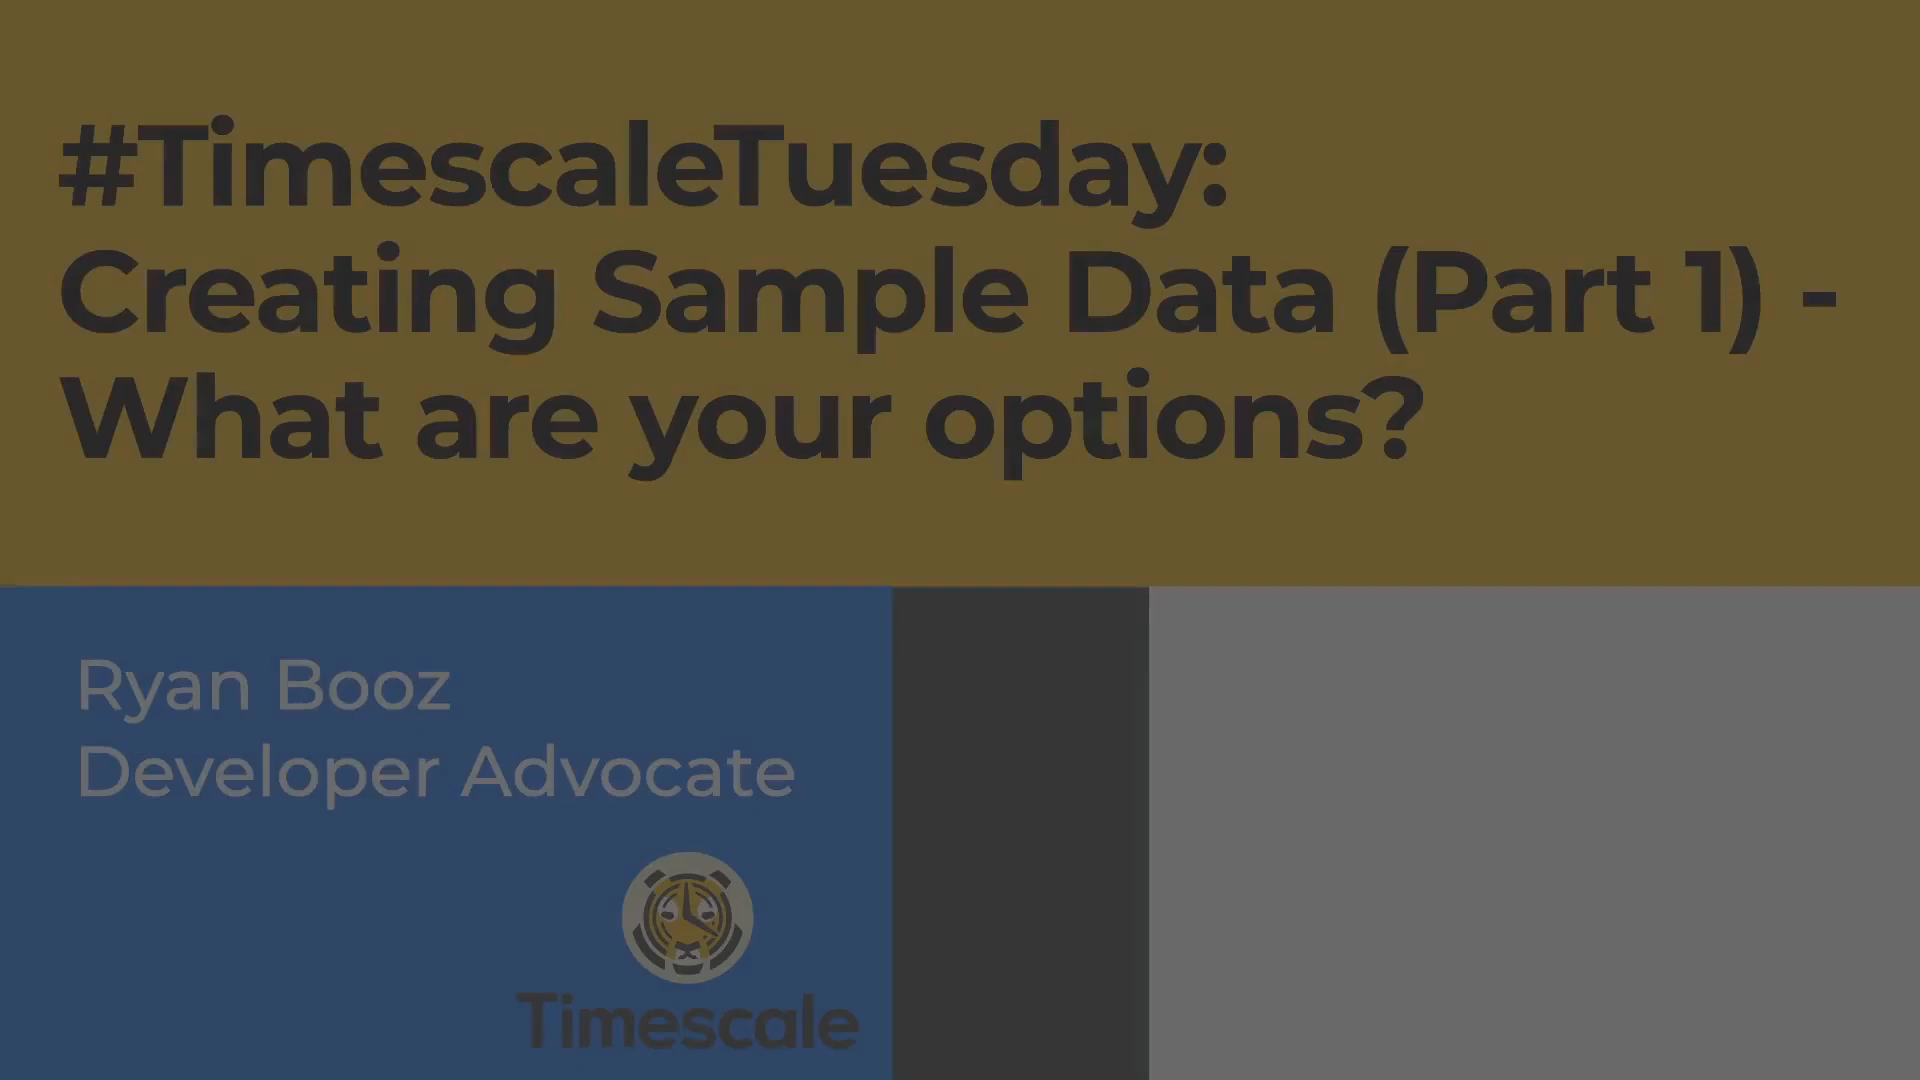 #TimescaleTuesday:
Creating Sample Data (Part 1) -
What are your options?
Ryan Booz
Developer Advocate
Timescale